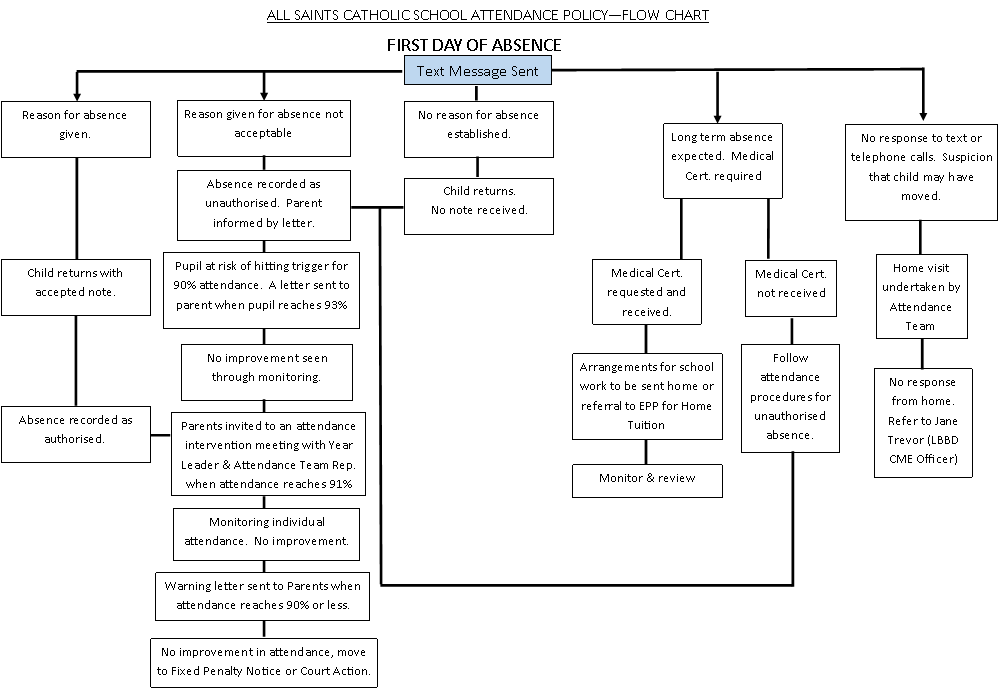 ALL SAINTS CATHOLIC SCHOOL ATTENDANCE POLICY—FLOW CHART
FIRST DAY OF ABSENCE
Text Message Sent
Reason for absence
given.
Child returns with
accepted note.
Absence recorded as
authorised.
Reason given for absence not
acceptable
Absence recorded as
unauthorised. Parent
informed by letter.
Pupil at risk of hitting trigger for
90% attendance. A letter sent to
parent when pupil reaches 93%
No improvement seen
through monitoring.
Parents invited to an attendance
intervention meeting with Year
Leader & Attendance Team Rep.
when attendance reaches 91%
Monitoring individual
attendance. No improvement.
Warning letter sent to Parents when
attendance reaches 90% or less.
No improvement in attendance, move
to Fixed Penalty Notice or Court Action.
No reason for absence
established.
Child returns.
No note received.
Long term absence
expected. Medical
Cert. required
Medical Cert.
requested and
received.
Arrangements for school
work to be sent home or
referral to EPP for Home
Tuition
Monitor & review
Medical Cert.
not received
Follow
attendance
procedures for
unauthorised
absence.
No response to text or
telephone calls. Suspicion
that child may have
moved.
Home visit
undertaken by
Attendance
Team
No response
from home.
Refer to Jane
Trevor (LBBD
CME Officer)